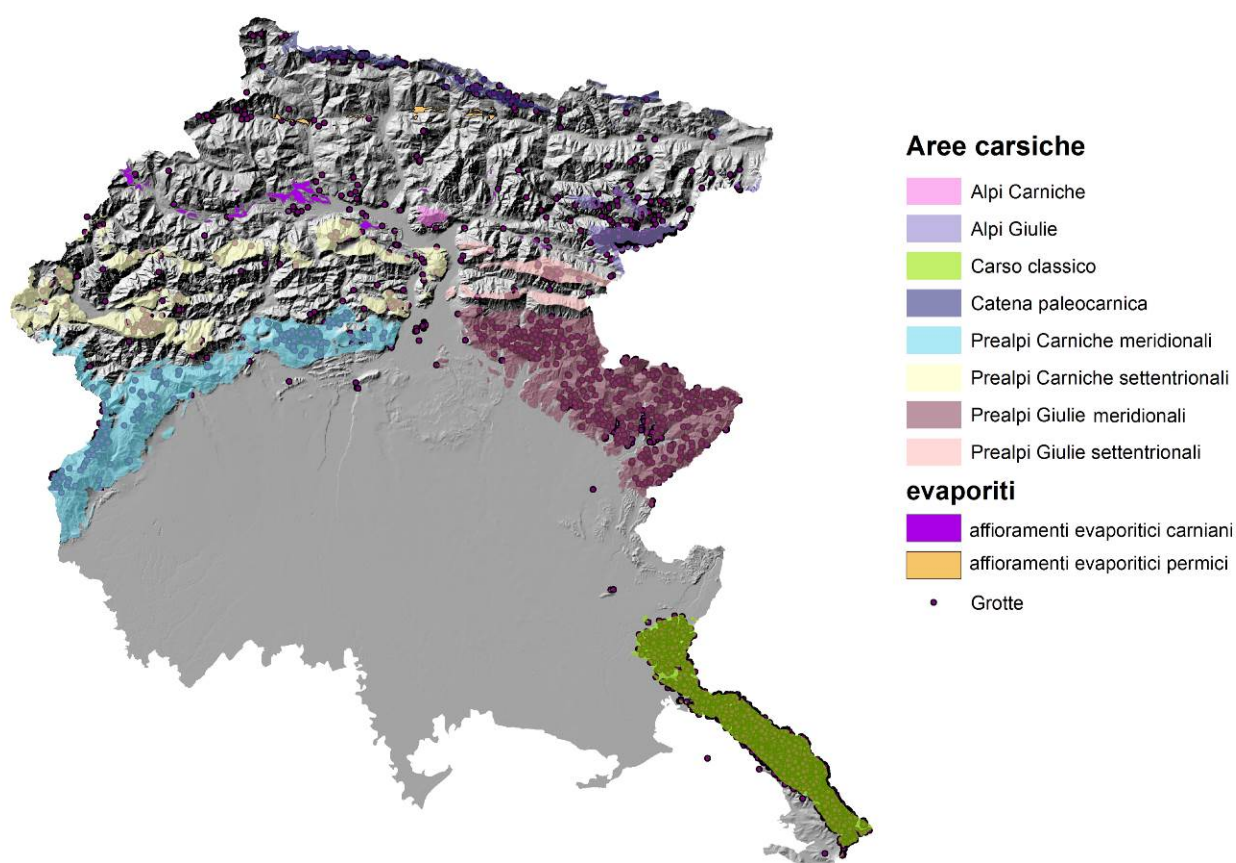 Aree carsiche
Alpi Carniche
Alpi Giulie
Carso classico
Catena paleocarnica
Prealpi Carniche meridionali
Prealpi Carniche settentrionali
Prealpi Giulie meridionali
Prealpi Giulie settentrionali
evaporiti
affioramenti evaporitici carniani
affioramenti evaporitici permici
Grotte